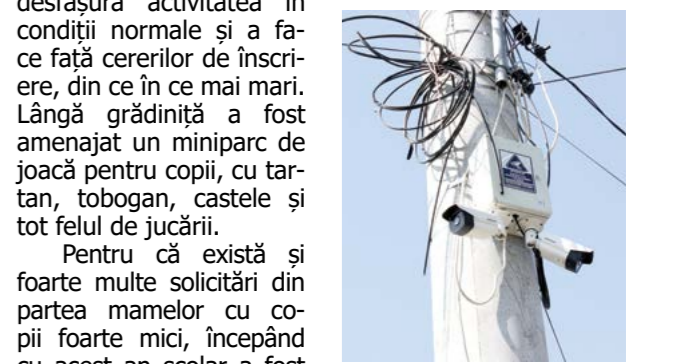 desfășura activitatea în
condiții normale și a fa-
ce față cererilor de înscri-
ere, din ce în ce mai mari.
Lângă grădiniță a fost
amenajat un miniparc de
joacă pentru copii, cu tar-
tan, tobogan, castele și
tot felul de jucării.
Pentru că există și
foarte multe solicitări din
partea mamelor cu co-
pii foarte mici, începând
cu acest an școlar a fost